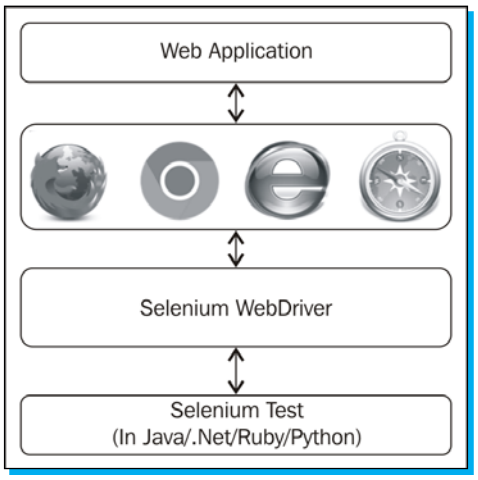 Web Application
Selenium WebDriver
Selenium Test
(In Java/.Net/Ruby/Python)